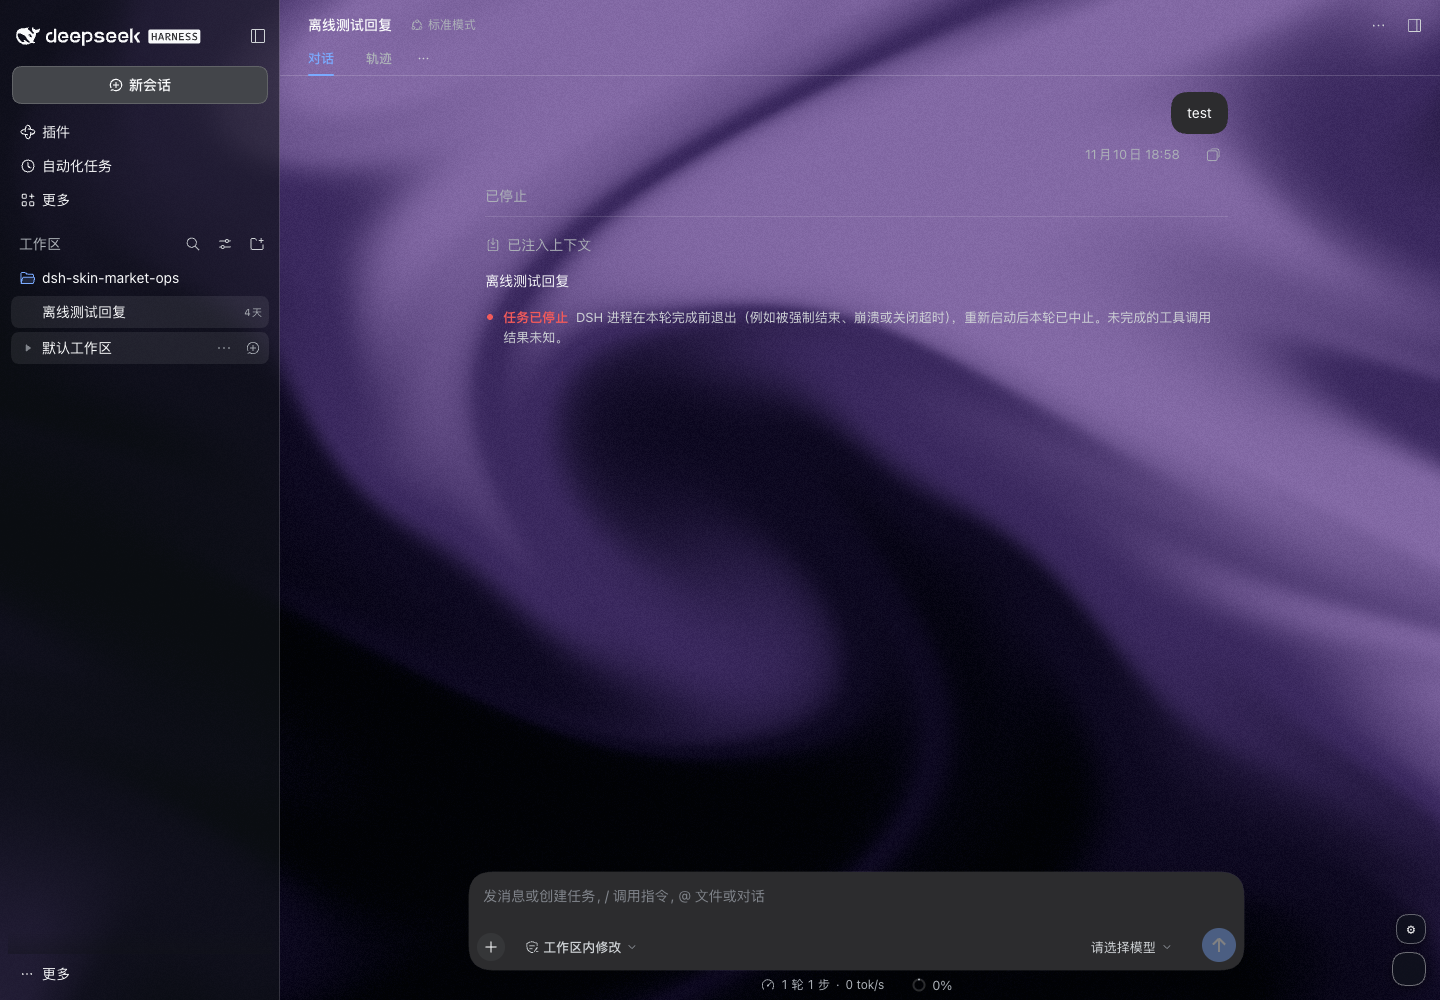 deepseek HARNESS
新会话
插件
自动化任务
更多
工作区
dsh-skin-market-ops
离线测试回复 4天
默认工作区
更多
离线测试回复 标准模式
对话 轨迹
test
11月10日 18:58
已停止
已注入上下文
离线测试回复
任务已停止 DSH 进程在本轮完成前退出（例如被强制结束、崩溃或关闭超时），重新启动后本轮已中止。未完成的工具调用
结果未知。
发消息或创建任务, / 调用指令, @ 文件或对话
工作区内修改 请选择模型
1 轮 1 步 · 0 tok/s 0%